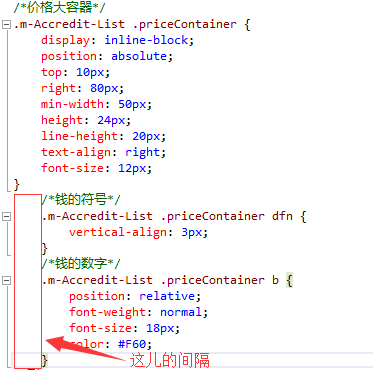 /*价格大容器*/
.m-Accredit-List .priceContainer {
    display: inline-block;
    position: absolute;
    top: 10px;
    right: 80px;
    min-width: 50px;
    height: 24px;
    line-height: 20px;
    text-align: right;
    font-size: 12px;
}
    /*钱的符号*/
    .m-Accredit-List .priceContainer dfn {
        vertical-align: 3px;
    }
    /*钱的数字*/
    .m-Accredit-List .priceContainer b {
        position: relative;
        font-weight: normal;
        font-size: 18px;
        color: #F60;
    }
这儿的间隔